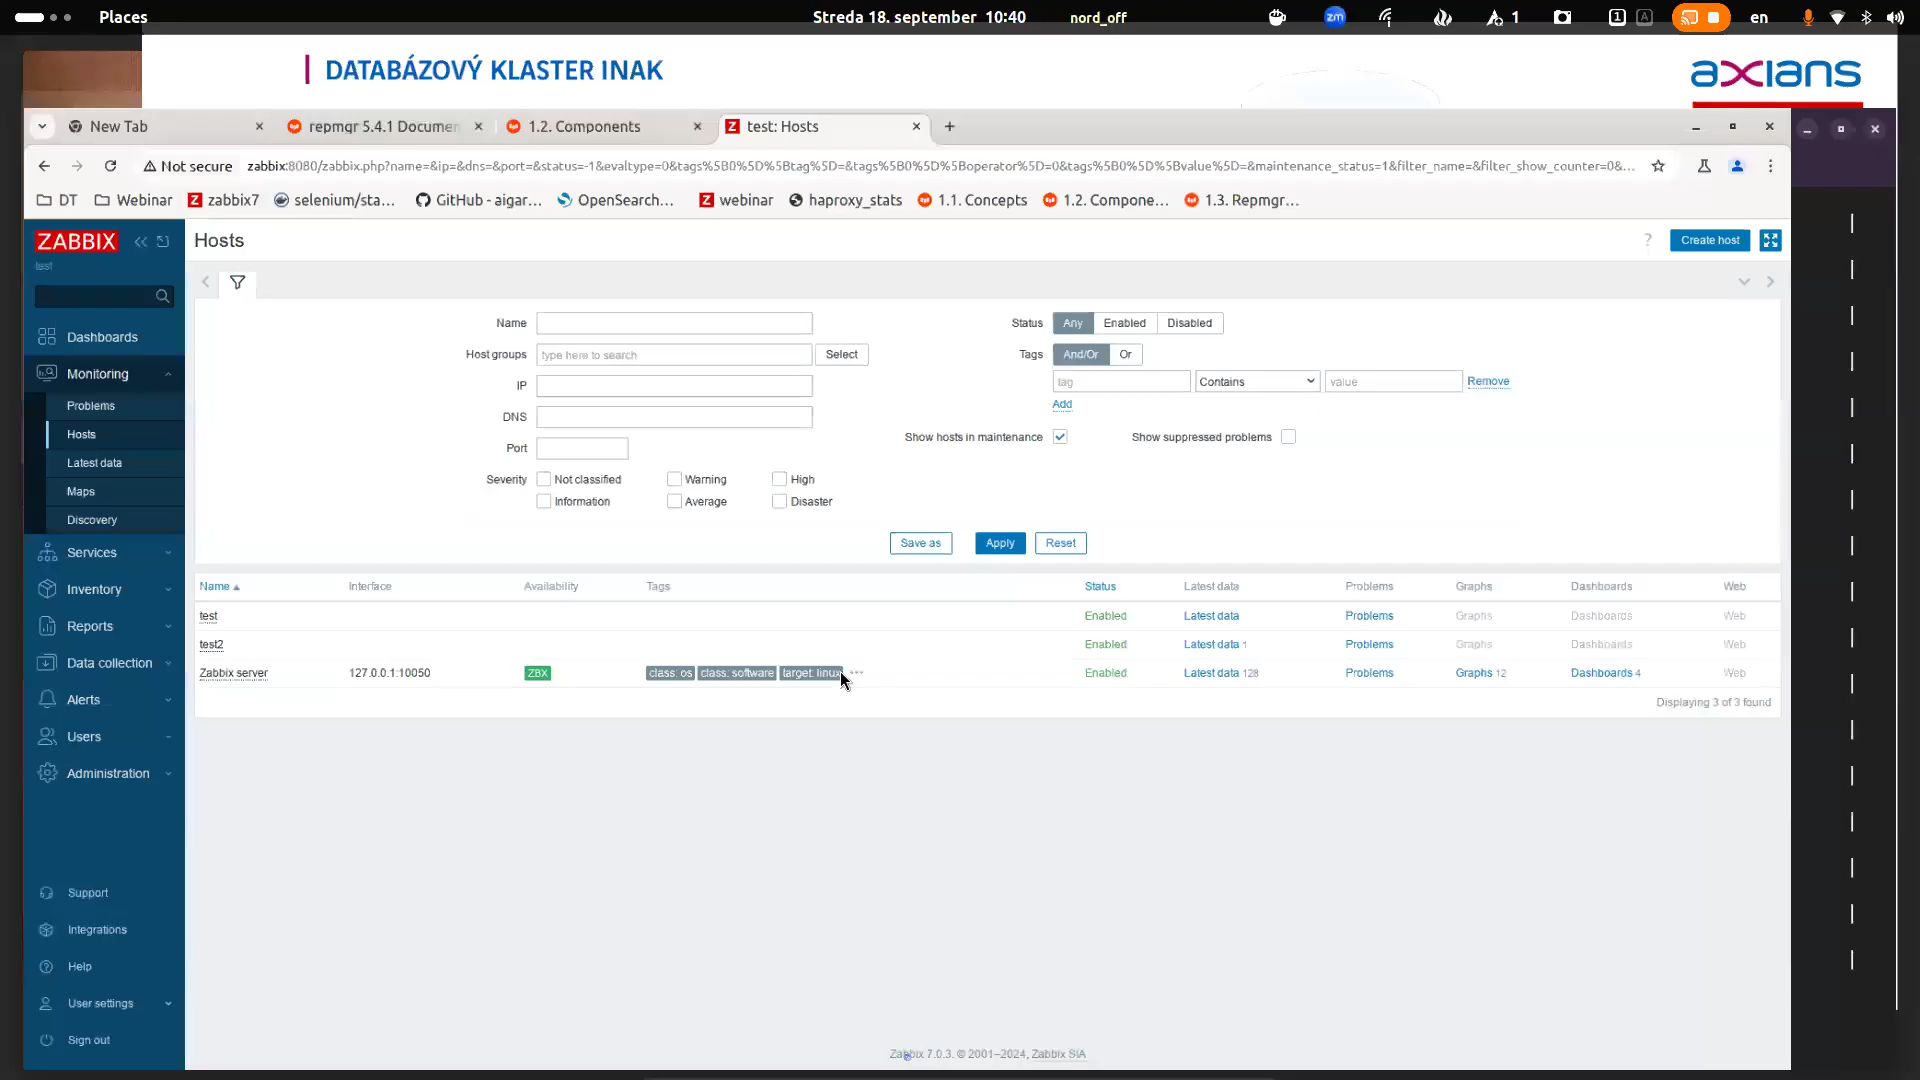 Places
Streda 18. september 10:40
nord_off
zm
1
1
A
en
DATABÁZOVÝ KLASTER INAK
axians
New Tab
repmgr 5.4.1 Documen
1.2. Components
test: Hosts
Not secure
zabbix:8080/zabbix.php?name=&ip=&dns=&port=&status=-1&evaltype=0&tags%5B0%5D%5Btag%5D=&tags%5B0%5D%5Boperator%5D=0&tags%5B0%5D%5Bvalue%5D=&maintenance_status=1&filter_name=&filter_show_counter=0&...
DT
Webinar
zabbix7
selenium/sta...
GitHub - aigar...
OpenSearch...
webinar
haproxy_stats
1.1. Concepts
1.2. Compone...
1.3. Repmgr...
ZABBIX
test
Dashboards
Monitoring
Problems
Hosts
Latest data
Maps
Discovery
Services
Inventory
Reports
Data collection
Alerts
Users
Administration
Support
Integrations
Help
User settings
Sign out
Hosts
?
Create host
Name
Host groups
type here to search
Select
IP
DNS
Port
Severity
Not classified
Warning
High
Information
Average
Disaster
Status
Any
Enabled
Disabled
Tags
And/Or
Or
tag
Contains
value
Remove
Add
Show hosts in maintenance
Show suppressed problems
Save as
Apply
Reset
Name Interface Availability Tags Status Latest data Problems Graphs Dashboards Web
test Enabled Latest data Problems Graphs Dashboards Web
test2 Enabled Latest data 1 Problems Graphs Dashboards Web
Zabbix server 127.0.0.1:10050 ZBX class: os class: software target: linux ... Enabled Latest data 128 Problems Graphs 12 Dashboards 4 Web
Displaying 3 of 3 found
Zabbix 7.0.3. © 2001–2024, Zabbix SIA